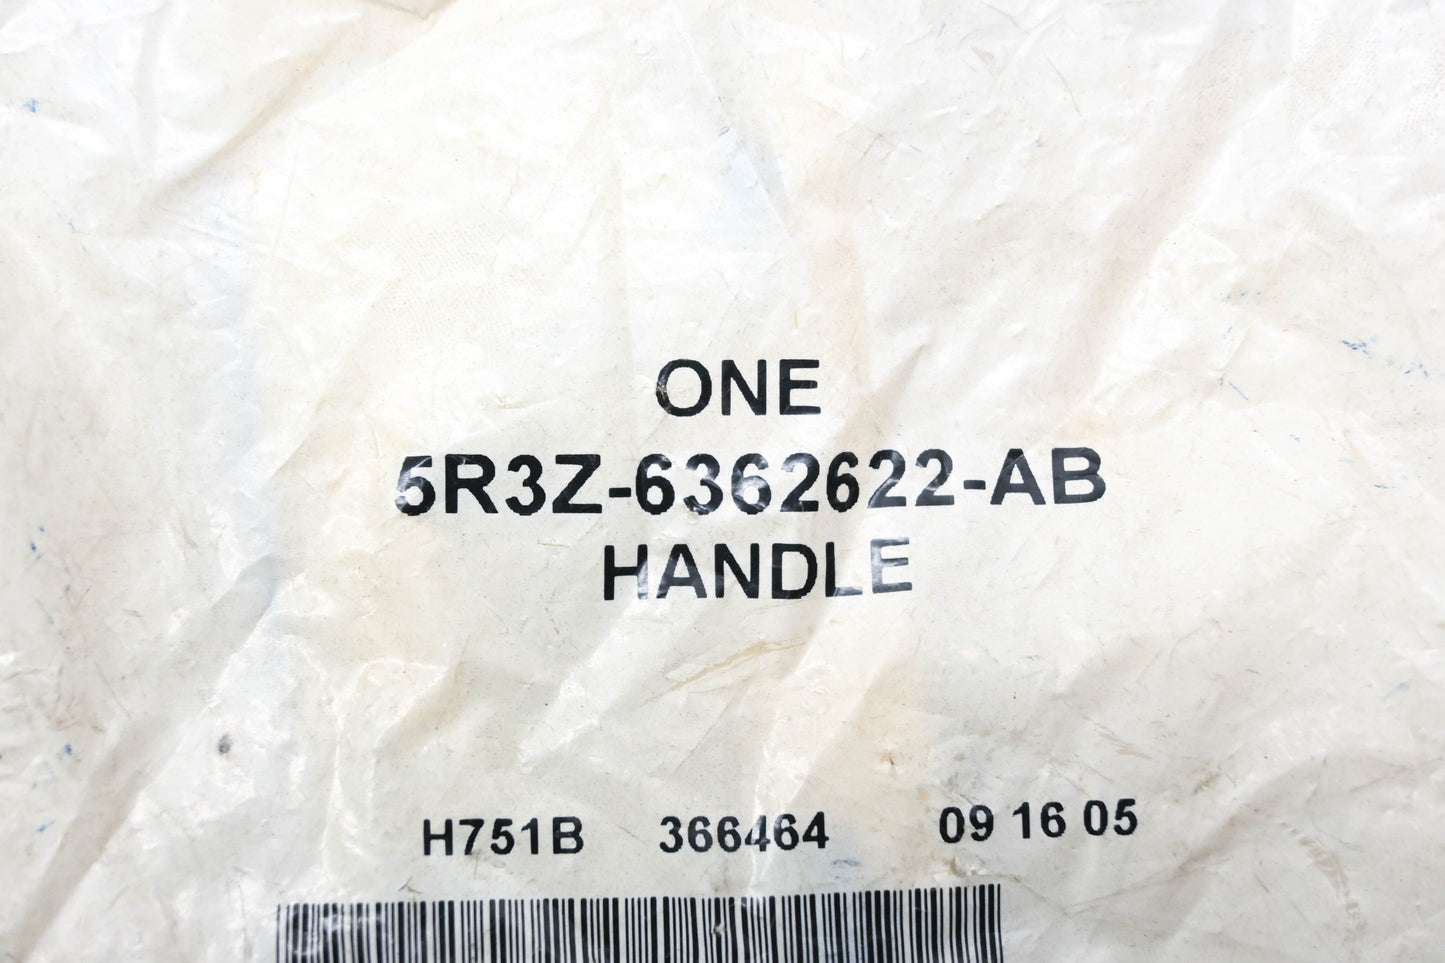 ONE
5R3Z-6362622-AB
HANDLE
H751B 366464 09 16 05